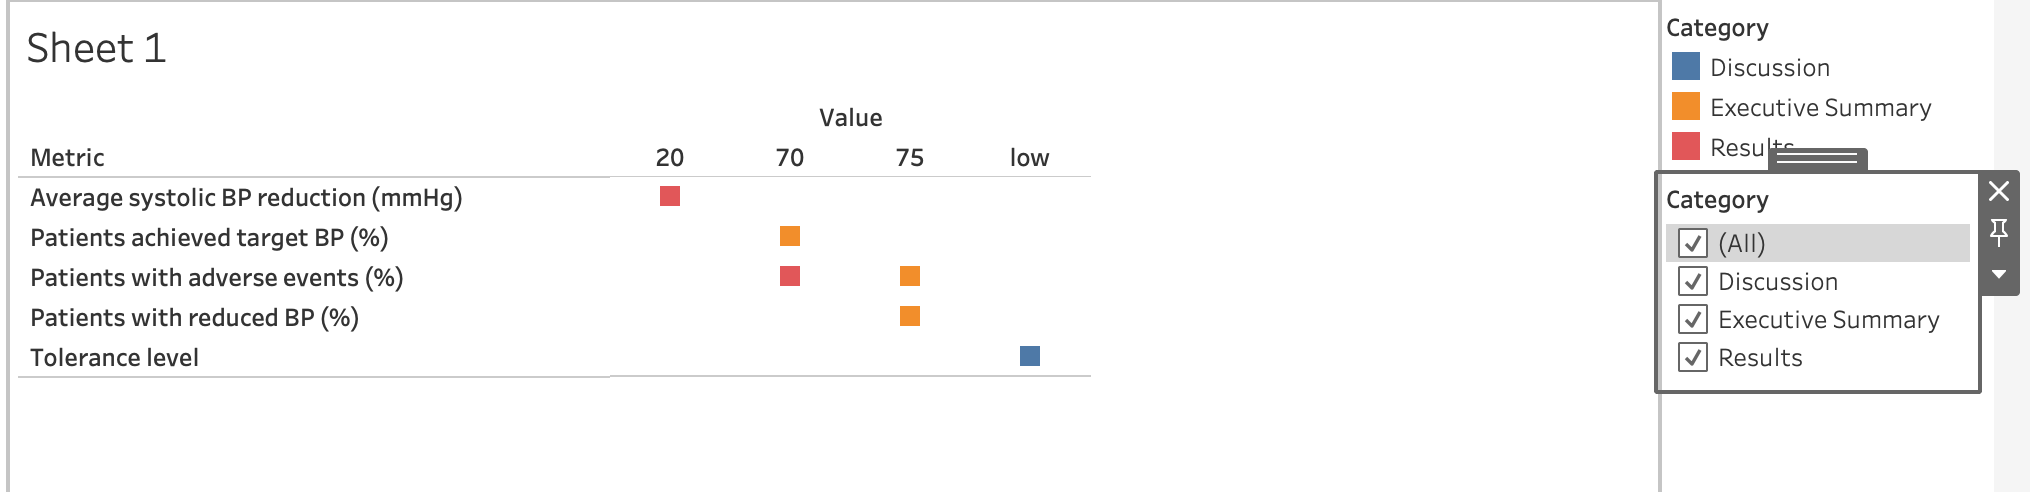 Sheet 1
Value
Metric 20 70 75 low
Average systolic BP reduction (mmHg)
Patients achieved target BP (%)
Patients with adverse events (%)
Patients with reduced BP (%)
Tolerance level
Category
Discussion
Executive Summary
Results
Category
(All)
Discussion
Executive Summary
Results